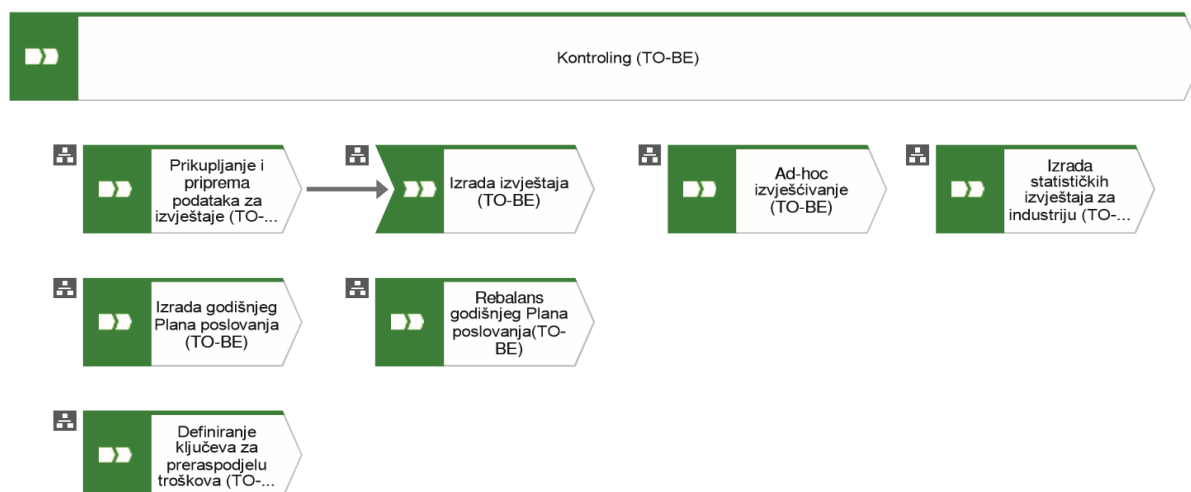 Kontroling (TO-BE)
Prikupljanje i
priprema
podataka za
izvještaje (TO-...
Izrada izvještaja
(TO-BE)
Ad-hoc
izvješćivanje
(TO-BE)
Izrada
statističkih
izvještaja za
industriju (TO-...
Izrada godišnjeg
Plana poslovanja
(TO-BE)
Rebalans
godišnjeg Plana
poslovanja(TO-
BE)
Definiranje
ključeva za
preraspodjelu
troškova (TO-...